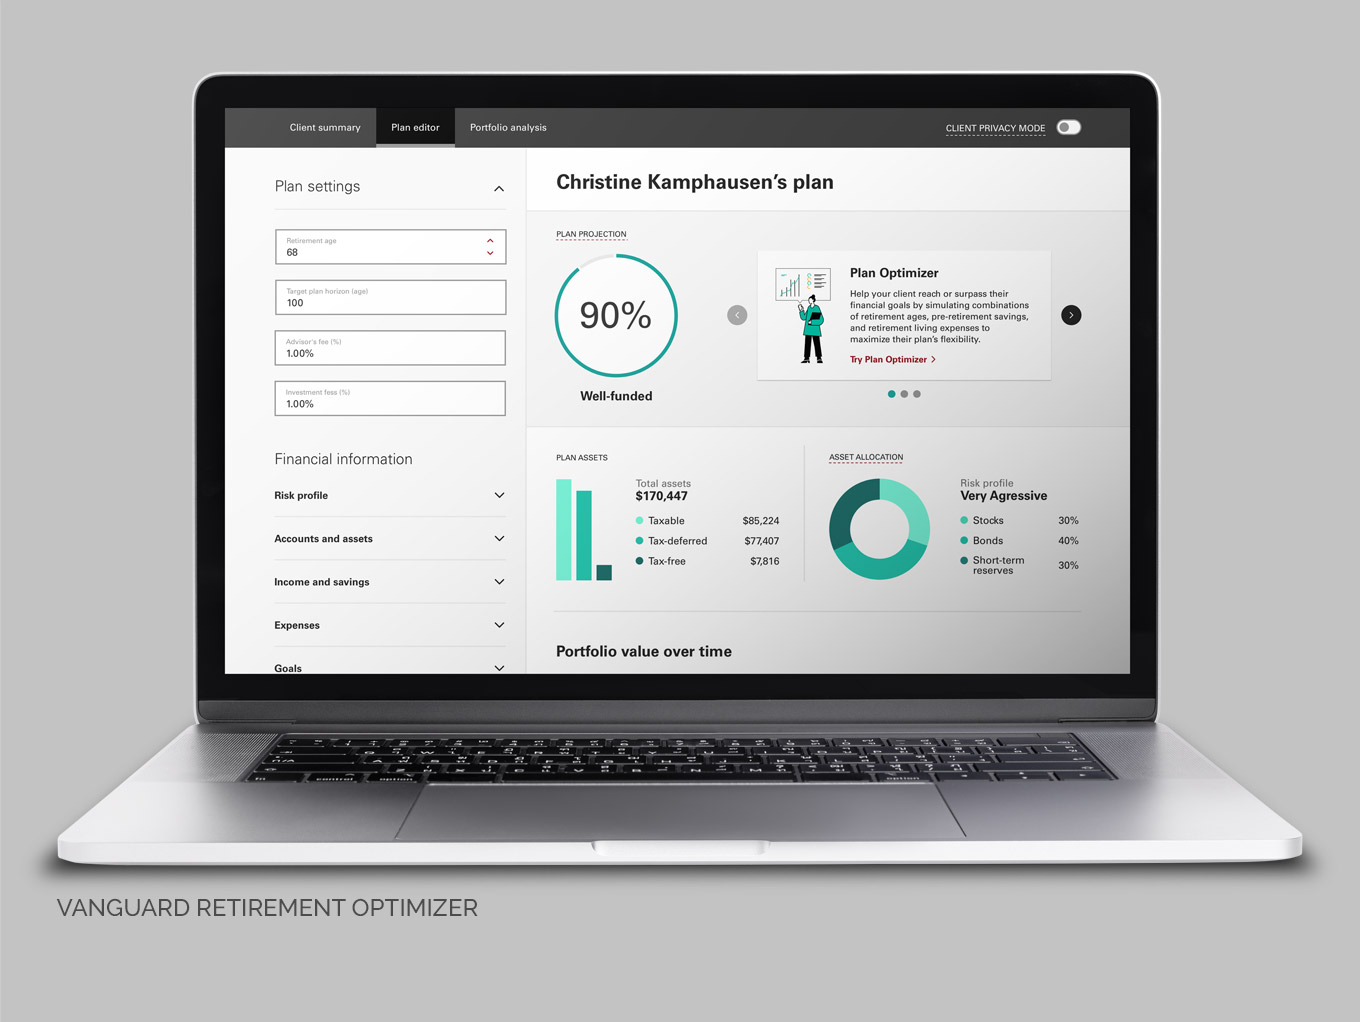 Client summary
Plan editor
Portfolio analysis
CLIENT PRIVACY MODE
Plan settings
Retirement age
68
Target plan horizon (age)
100
Advisor's fee (%)
1.00%
Investment fess (%)
1.00%
Financial information
Risk profile
Accounts and assets
Income and savings
Expenses
Goals
Christine Kamphausen's plan
PLAN PROJECTION
90%
Well-funded
Plan Optimizer
Help your client reach or surpass their
financial goals by simulating combinations
of retirement ages, pre-retirement savings,
and retirement living expenses to
maximize their plan's flexibility.
Try Plan Optimizer
PLAN ASSETS
Total assets
$170,447
Taxable $85,224
Tax-deferred $77,407
Tax-free $7,816
ASSET ALLOCATION
Risk profile
Very Agressive
Stocks 30%
Bonds 40%
Short-term
reserves 30%
Portfolio value over time
option
option
VANGUARD RETIREMENT OPTIMIZER